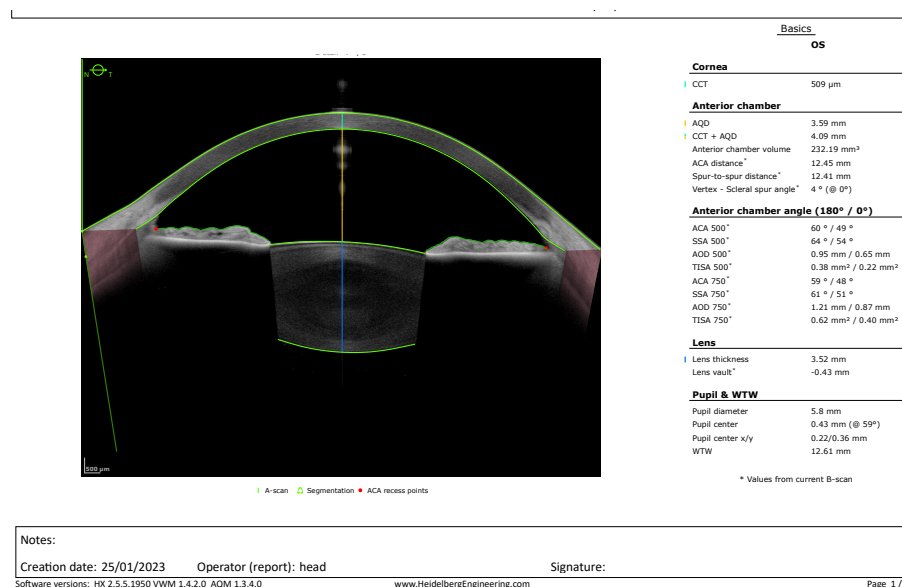 Basics
OS
N T
Cornea
CCT 509 µm
Anterior chamber
AQD 3.59 mm
CCT + AQD 4.09 mm
Anterior chamber volume 232.19 mm³
ACA distance* 12.45 mm
Spur-to-spur distance* 12.41 mm
Vertex - Scleral spur angle* 4 ° (@ 0°)
Anterior chamber angle (180° / 0°)
ACA 500* 60 ° / 49 °
SSA 500* 64 ° / 54 °
AOD 500* 0.95 mm / 0.65 mm
TISA 500* 0.38 mm² / 0.22 mm²
ACA 750* 59 ° / 48 °
SSA 750* 61 ° / 51 °
AOD 750* 1.21 mm / 0.87 mm
TISA 750* 0.62 mm² / 0.40 mm²
Lens
Lens thickness 3.52 mm
Lens vault* -0.43 mm
Pupil & WTW
Pupil diameter 5.8 mm
Pupil center 0.43 mm (@ 59°)
Pupil center x/y 0.22/0.36 mm
WTW 12.61 mm
* Values from current B-scan
500 µm
A-scan Segmentation ACA recess points
Notes:
Creation date: 25/01/2023 Operator (report): head Signature:
Software versions: HX 2.5.5.1950 VWM 1.4.2.0 AQM 1.3.4.0 www.HeidelbergEngineering.com Page 1/